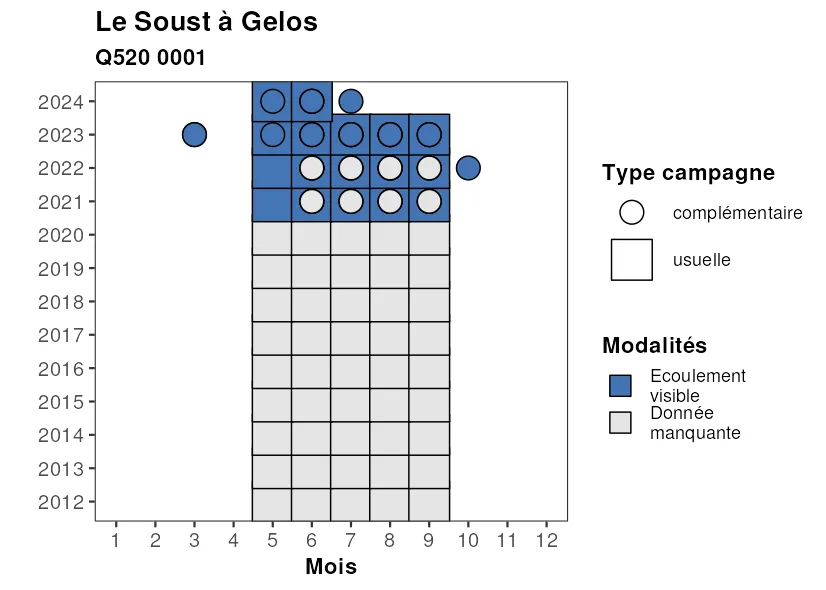 Le Soust à Gelos
Q520 0001
2024
2023
2022
2021
2020
2019
2018
2017
2016
2015
2014
2013
2012
1 2 3 4 5 6 7 8 9 10 11 12
Mois
Type campagne
complémentaire
usuelle
Modalités
Ecoulement
visible
Donnée
manquante